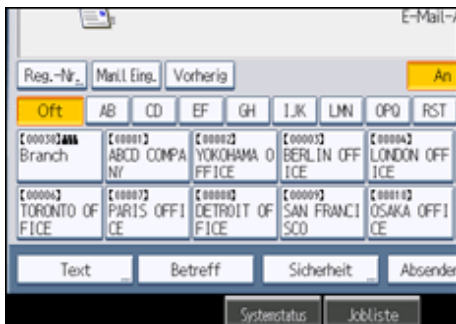 E-Mail-A
Reg.-Nr. Manll Eing. Vorherig An
Oft AB CD EF GH IJK LMN OPQ RST
[00030] [00001] [00002] [00003] [00004]
Branch ABCD COMPA YOKOHAMA O BERLIN OFF LONDON OFF
NY FFICE ICE ICE
[00006] [00007] [00008] [00009] [00010]
TORONTO OF PARIS OFFI DETROIT OF SAN FRANCI OSAKA OFFI
FICE CE FICE SCO CE
Text Betreff Sicherheit Absender
Systemstatus Jobliste